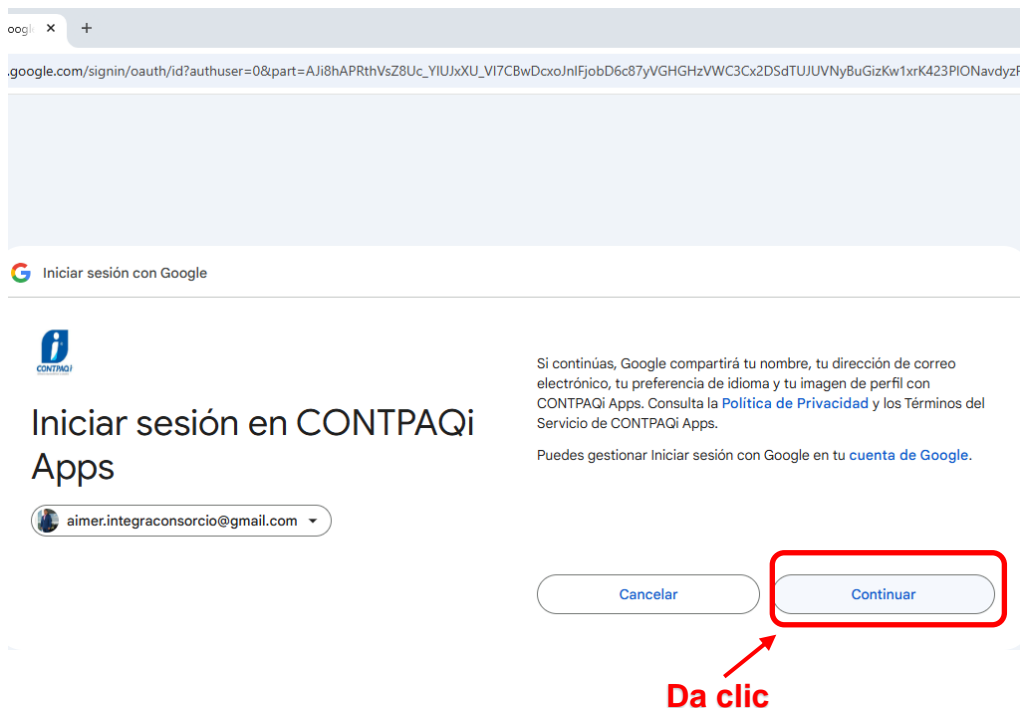 oogl × +
.google.com/signin/oauth/id?authuser=0&part=AJi8hAPRthVsZ8Uc_YlUJxXU_VI7CBwDcxoJnlFjobD6c87yVGHGHzVWC3Cx2DSdTUJUVNyBuGizKw1xrK423PlONavdyzF
Iniciar sesión con Google
CONTPAQi
Iniciar sesión en CONTPAQi
Apps
aimer.integraconsorcio@gmail.com
Si continúas, Google compartirá tu nombre, tu dirección de correo
electrónico, tu preferencia de idioma y tu imagen de perfil con
CONTPAQi Apps. Consulta la Política de Privacidad y los Términos del
Servicio de CONTPAQi Apps.
Puedes gestionar Iniciar sesión con Google en tu cuenta de Google.
Cancelar
Continuar
Da clic